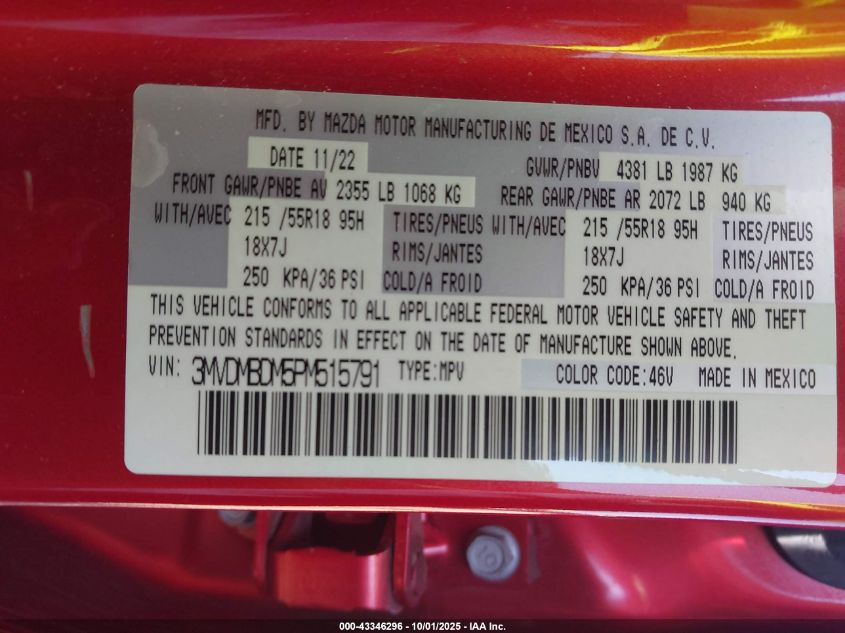 MFD. BY MAZDA MOTOR MANUFACTURING DE MEXICO S.A. DE C.V.
DATE 11/22 GVWR/PNBV 4381 LB 1987 KG
FRONT GAWR/PNBE AV 2355 LB 1068 KG REAR GAWR/PNBE AR 2072 LB 940 KG
WITH/AVEC 215 /55R18 95H TIRES/PNEUS WITH/AVEC 215 /55R18 95H TIRES/PNEUS
18X7J RIMS/JANTES 18X7J RIMS/JANTES
250 KPA/36 PSI COLD/A FROID 250 KPA/36 PSI COLD/A FROID
THIS VEHICLE CONFORMS TO ALL APPLICABLE FEDERAL MOTOR VEHICLE SAFETY AND THEFT
PREVENTION STANDARDS IN EFFECT ON THE DATE OF MANUFACTURE SHOWN ABOVE.
VIN: 3MVDMBDM5PM515791 TYPE:MPV COLOR CODE:46V MADE IN MEXICO
000-43346296 - 10/01/2025 - IAA Inc.